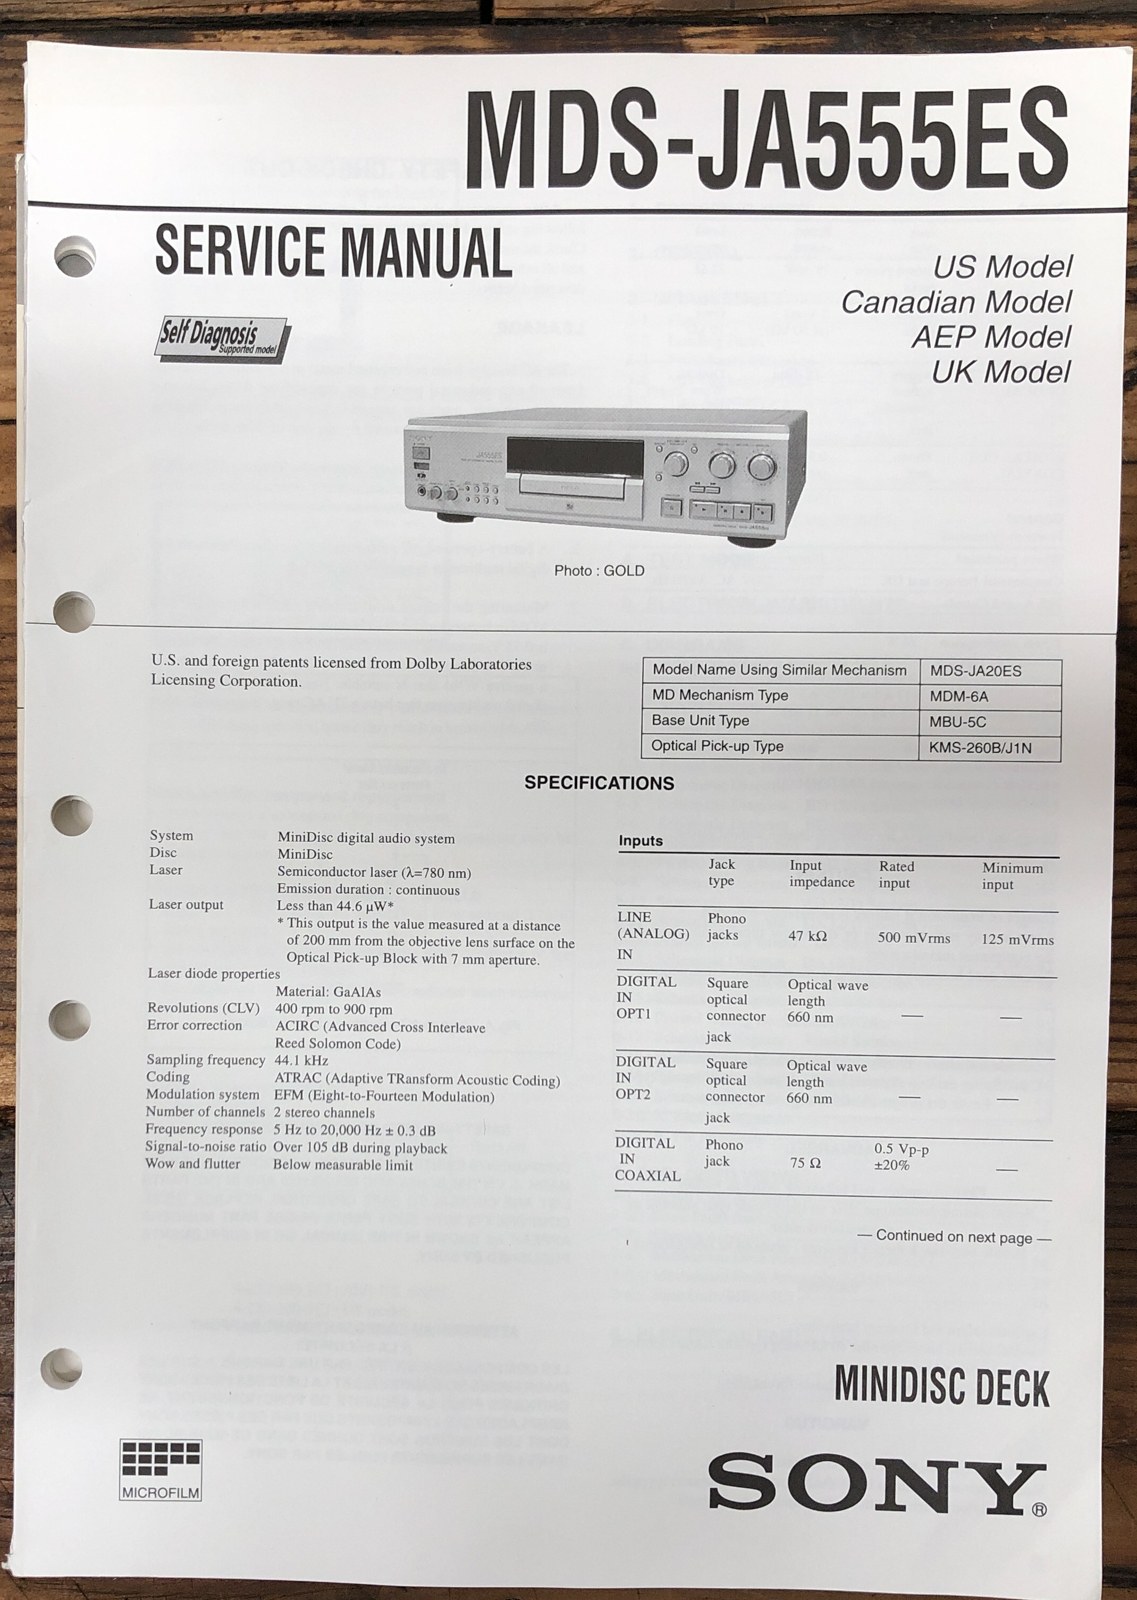 MDS-JA555ES
SERVICE MANUAL
US Model
Canadian Model
AEP Model
UK Model
Self Diagnosis
Supported model
SONY
JA555ES
Photo : GOLD
U.S. and foreign patents licensed from Dolby Laboratories
Licensing Corporation.
Model Name Using Similar Mechanism MDS-JA20ES
MD Mechanism Type MDM-6A
Base Unit Type MBU-5C
Optical Pick-up Type KMS-260B/J1N
SPECIFICATIONS
System MiniDisc digital audio system
Disc MiniDisc
Laser Semiconductor laser (λ=780 nm)
Emission duration : continuous
Laser output Less than 44.6 µW*
* This output is the value measured at a distance
of 200 mm from the objective lens surface on the
Optical Pick-up Block with 7 mm aperture.
Laser diode properties
Material: GaAlAs
Revolutions (CLV) 400 rpm to 900 rpm
Error correction ACIRC (Advanced Cross Interleave
Reed Solomon Code)
Sampling frequency 44.1 kHz
Coding ATRAC (Adaptive TRansform Acoustic Coding)
Modulation system EFM (Eight-to-Fourteen Modulation)
Number of channels 2 stereo channels
Frequency response 5 Hz to 20,000 Hz ± 0.3 dB
Signal-to-noise ratio Over 105 dB during playback
Wow and flutter Below measurable limit
Inputs
Jack Input Rated Minimum
type impedance input input
LINE Phono
(ANALOG) jacks 47 kΩ 500 mVrms 125 mVrms
IN
DIGITAL Square Optical wave
IN optical length
OPT1 connector 660 nm — —
jack
DIGITAL Square Optical wave
IN optical length
OPT2 connector 660 nm — —
jack
DIGITAL Phono 0.5 Vp-p
IN jack 75 Ω ±20% —
COAXIAL
— Continued on next page —
MINIDISC DECK
MICROFILM
SONY®